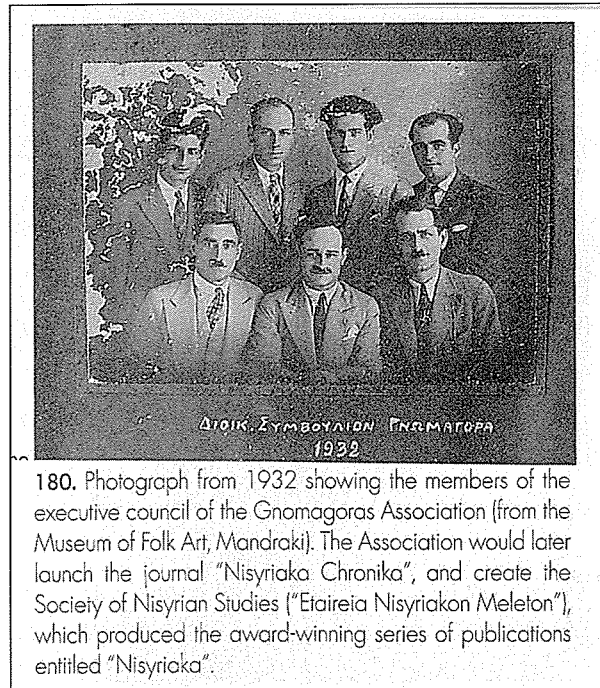 ΔΙΟΙΚ. ΣΥΜΒΟΥΛΙΟΝ ΓΝΩΜΑΓΟΡΑ
1932
180. Photograph from 1932 showing the members of the
executive council of the Gnomagoras Association (from the
Museum of Folk Art, Mandraki). The Association would later
launch the journal "Nisyriaka Chronika", and create the
Society of Nisyrian Studies ("Etaireia Nisyriakon Meleton"),
which produced the award-winning series of publications
entitled "Nisyriaka".